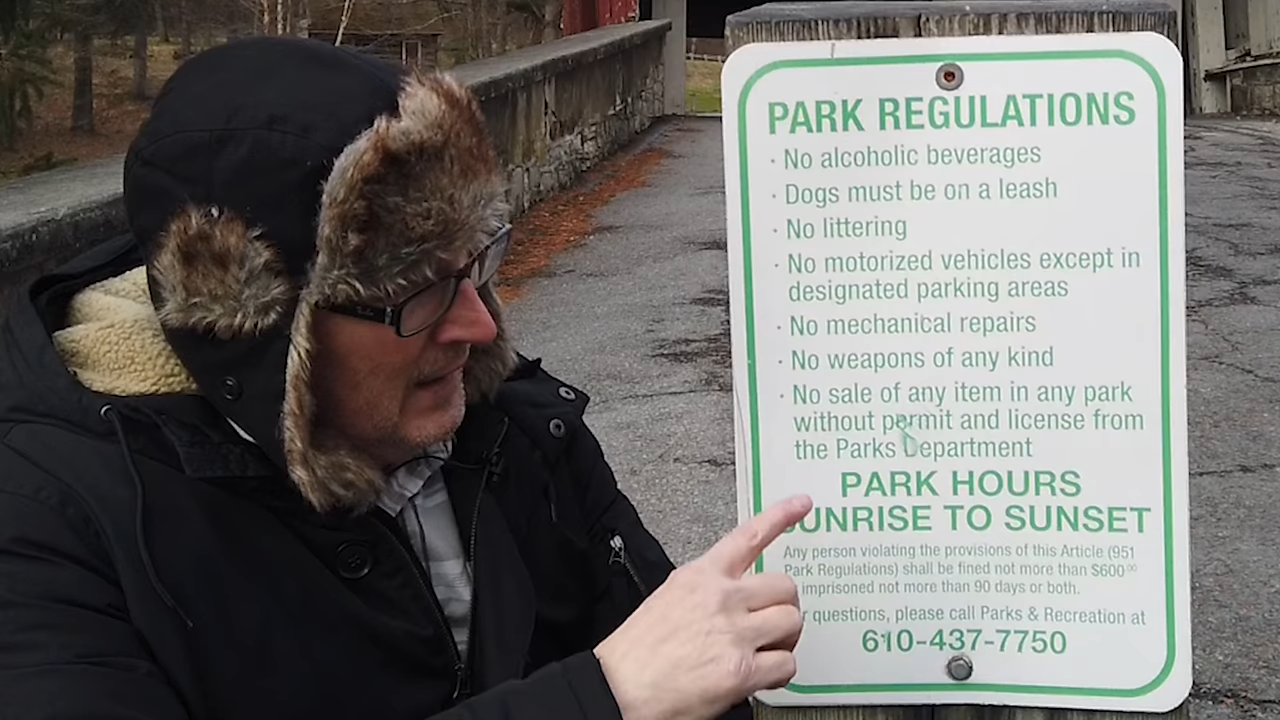 PARK REGULATIONS
· No alcoholic beverages
· Dogs must be on a leash
· No littering
· No motorized vehicles except in
designated parking areas
· No mechanical repairs
· No weapons of any kind
· No sale of any item in any park
without permit and license from
the Parks Department
PARK HOURS
SUNRISE TO SUNSET
Any person violating the provisions of this Article (951
Park Regulations) shall be fined not more than $600⁰⁰
imprisoned not more than 90 days or both.
questions, please call Parks & Recreation at
610-437-7750